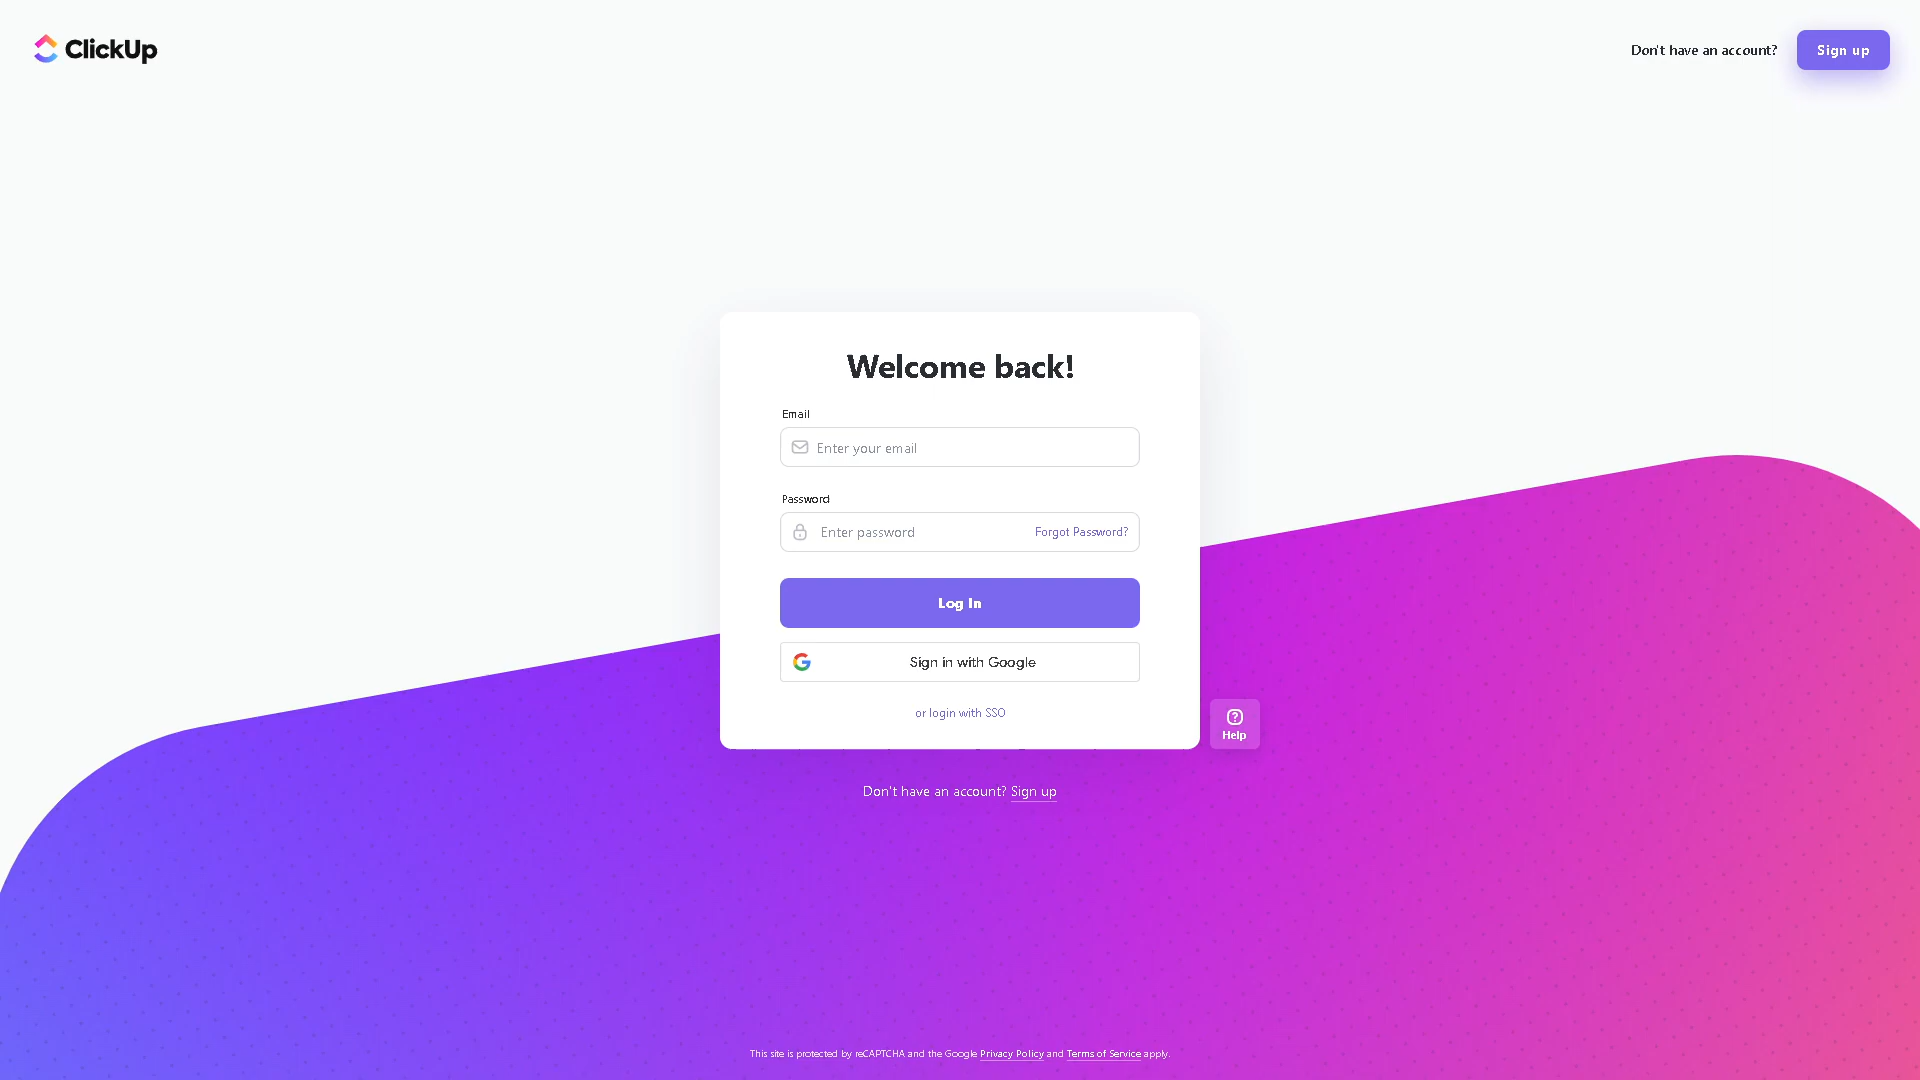 ClickUp
Don't have an account?
Sign up
Welcome back!
Email
Enter your email
Password
Enter password
Forgot Password?
Log In
Sign in with Google
or login with SSO
Help
Don't have an account? Sign up
This site is protected by reCAPTCHA and the Google Privacy Policy and Terms of Service apply.